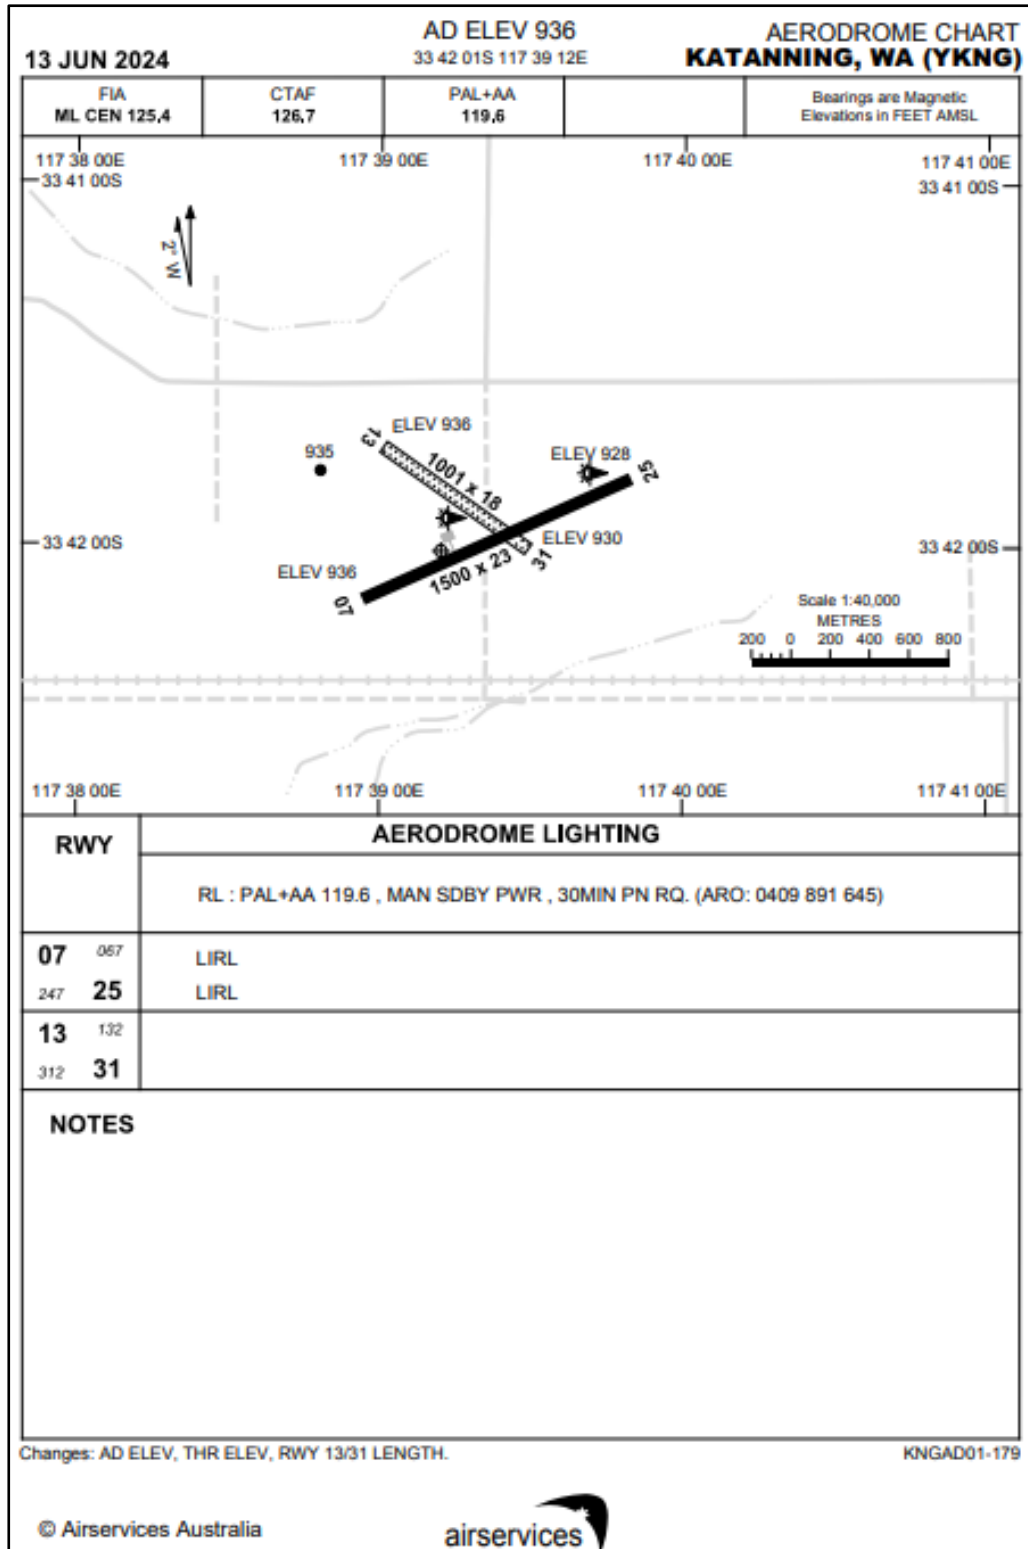 AD ELEV 936
AERODROME CHART
13 JUN 2024
33 42 01S 117 39 12E
KATANNING, WA (YKNG)
FIA
ML CEN 125.4
CTAF
126.7
PAL+AA
119.6
Bearings are Magnetic
Elevations in FEET AMSL
117 38 00E
117 39 00E
117 40 00E
117 41 00E
33 41 00S
33 41 00S
2° W
ELEV 936
13
935
1001 x 18
ELEV 928
25
33 42 00S
ELEV 930
33 42 00S
31
ELEV 936
1500 x 23
07
Scale 1:40,000
METRES
200 0 200 400 600 800
117 38 00E
117 39 00E
117 40 00E
117 41 00E
RWY
AERODROME LIGHTING
RL : PAL+AA 119.6 , MAN SDBY PWR , 30MIN PN RQ. (ARO: 0409 891 645)
07 067
LIRL
247 25
LIRL
13 132
312 31
NOTES
Changes: AD ELEV, THR ELEV, RWY 13/31 LENGTH.
KNGAD01-179
© Airservices Australia
airservices